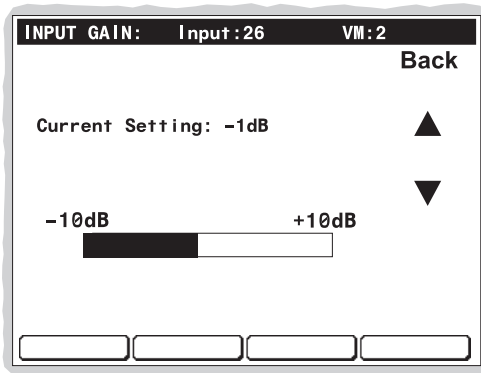 INPUT GAIN: Input:26 VM:2
Back
Current Setting: -1dB
-10dB +10dB